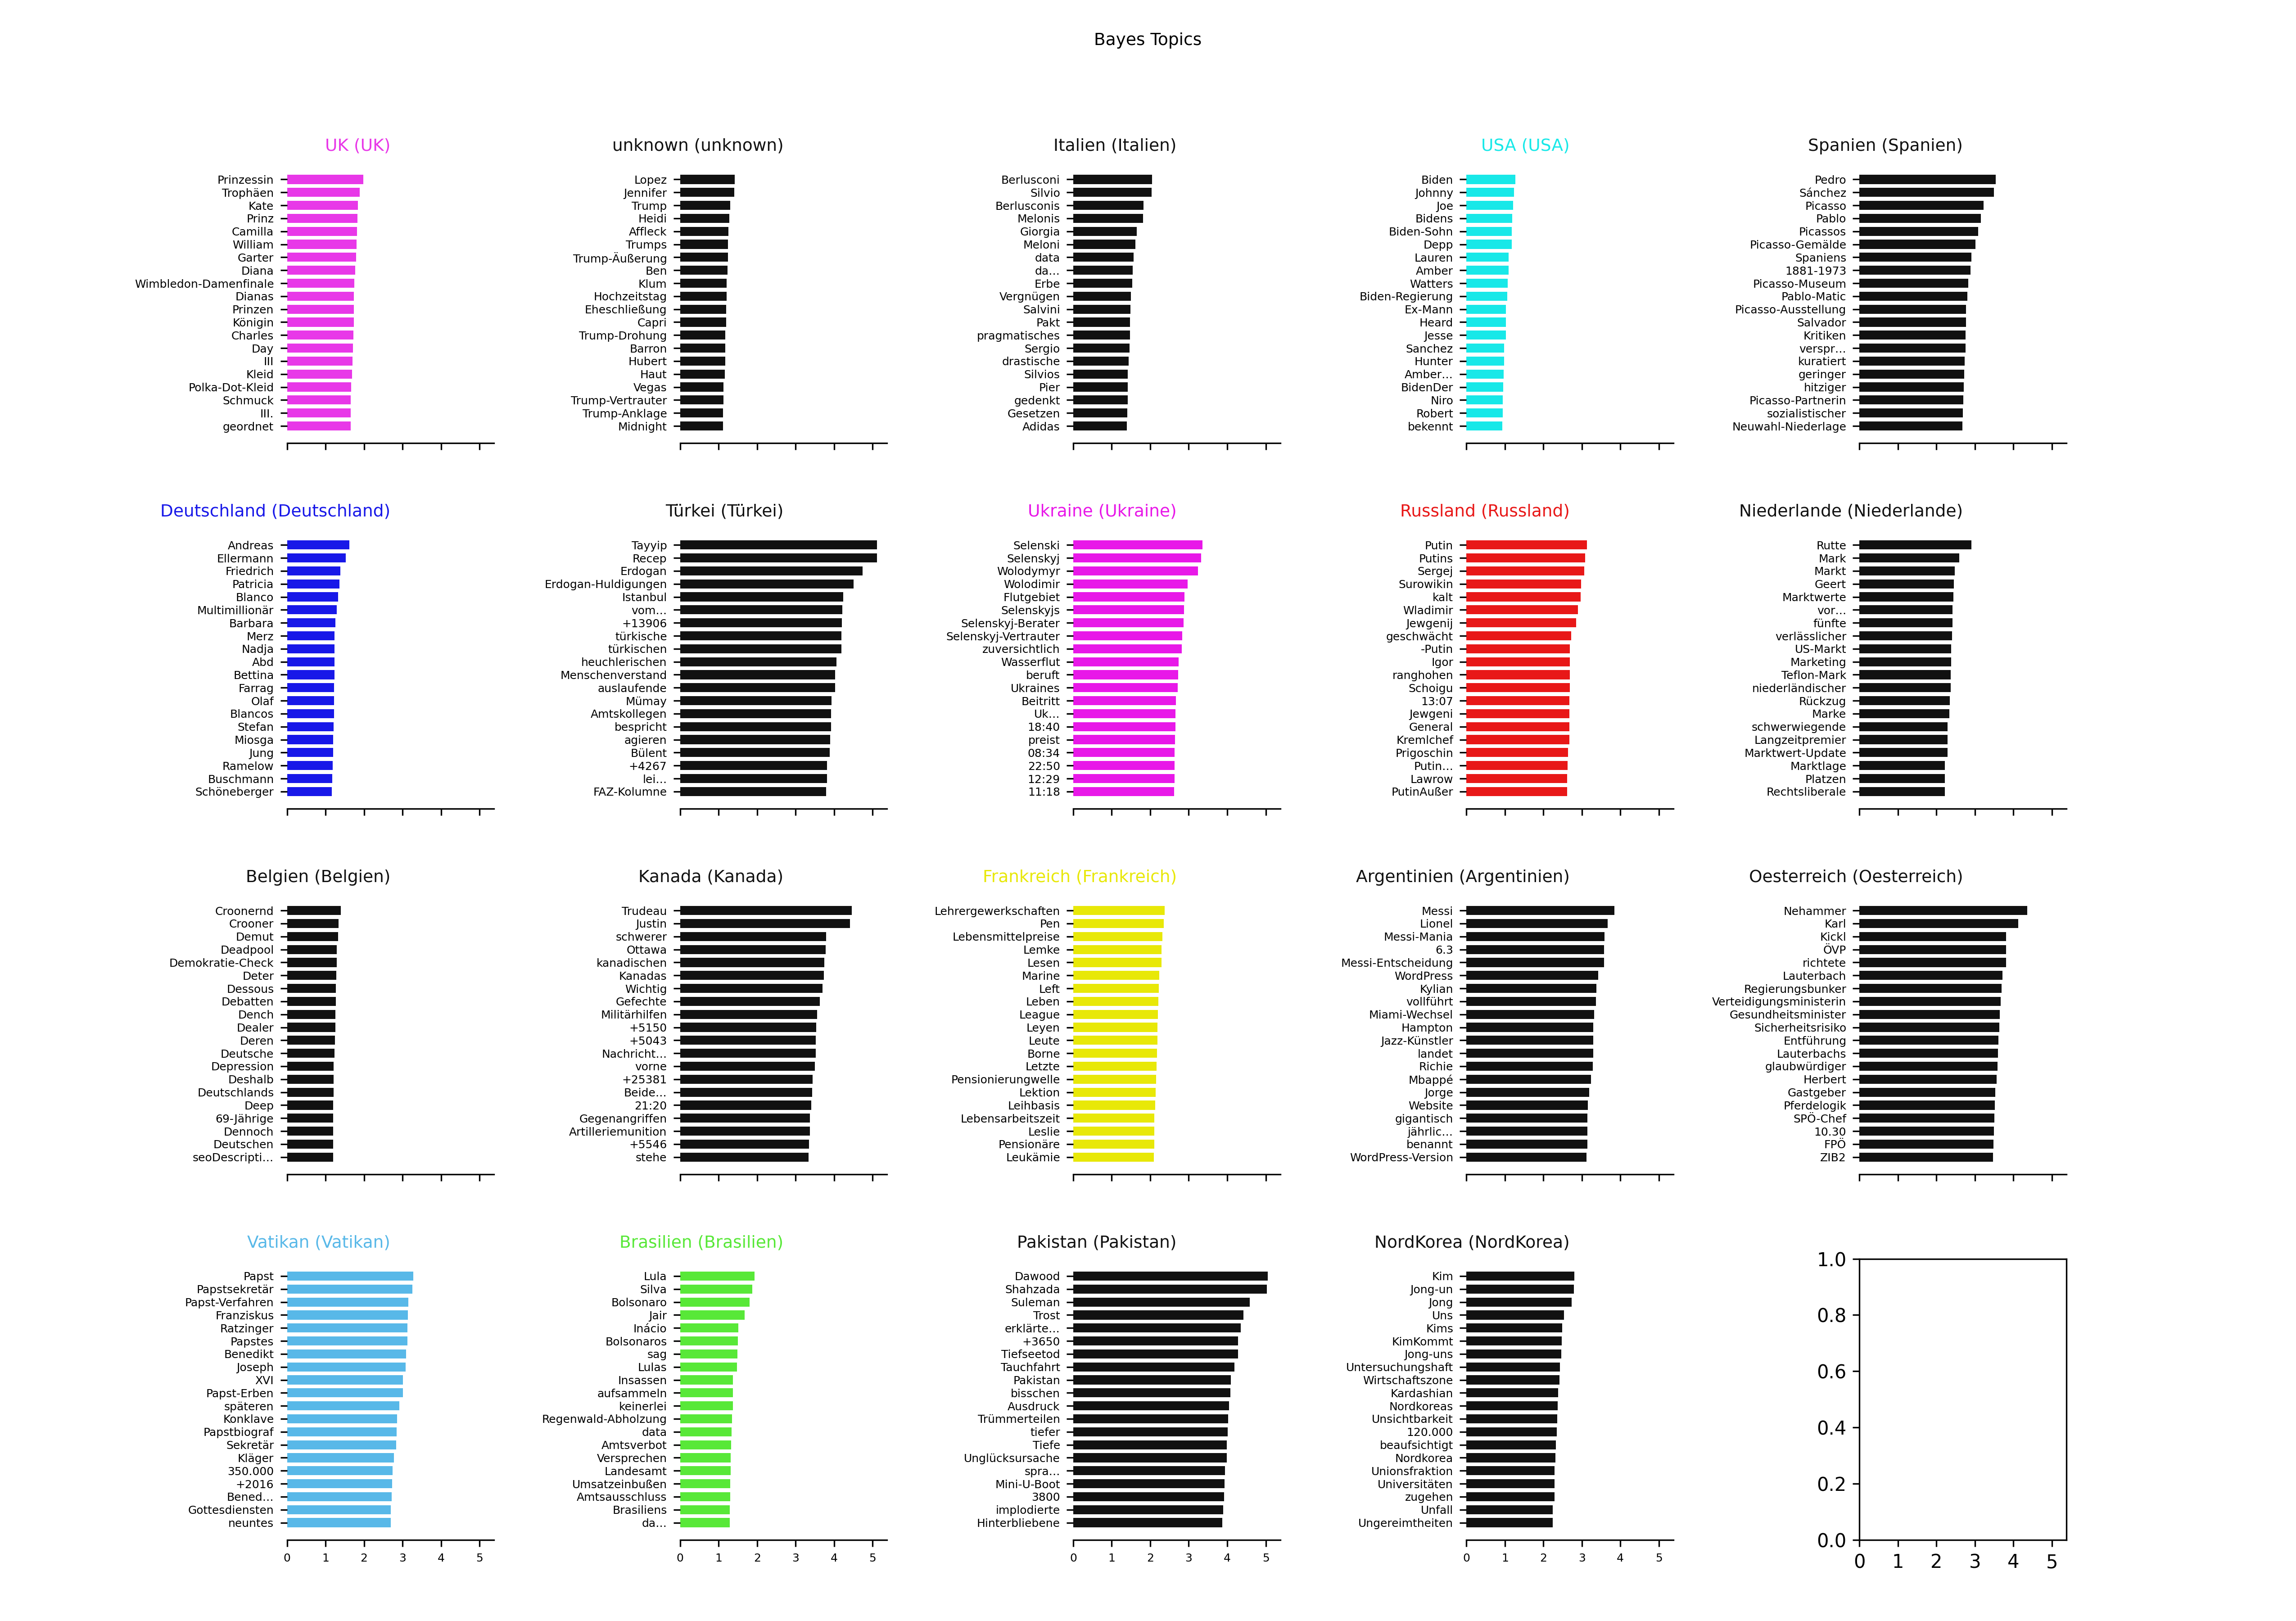 Bayes Topics
UK (UK)
Prinzessin
Trophäen
Kate
Prinz
Camilla
William
Garter
Diana
Wimbledon-Damenfinale
Dianas
Prinzen
Königin
Charles
Day
III
Kleid
Polka-Dot-Kleid
Schmuck
III.
geordnet
unknown (unknown)
Lopez
Jennifer
Trump
Heidi
Affleck
Trumps
Trump-Äußerung
Ben
Klum
Hochzeitstag
Eheschließung
Capri
Trump-Drohung
Barron
Hubert
Haut
Vegas
Trump-Vertrauter
Trump-Anklage
Midnight
Italien (Italien)
Berlusconi
Silvio
Berlusconis
Melonis
Giorgia
Meloni
data
da...
Erbe
Vergnügen
Salvini
Pakt
pragmatisches
Sergio
drastische
Silvios
Pier
gedenkt
Gesetzen
Adidas
USA (USA)
Biden
Johnny
Joe
Bidens
Biden-Sohn
Depp
Lauren
Amber
Watters
Biden-Regierung
Ex-Mann
Heard
Jesse
Sanchez
Hunter
Amber...
BidenDer
Niro
Robert
bekennt
Spanien (Spanien)
Pedro
Sánchez
Picasso
Pablo
Picassos
Picasso-Gemälde
Spaniens
1881-1973
Picasso-Museum
Pablo-Matic
Picasso-Ausstellung
Salvador
Kritiken
verspr...
kuratiert
geringer
hitziger
Picasso-Partnerin
sozialistischer
Neuwahl-Niederlage
Deutschland (Deutschland)
Andreas
Ellermann
Friedrich
Patricia
Blanco
Multimillionär
Barbara
Merz
Nadja
Abd
Bettina
Farrag
Olaf
Blancos
Stefan
Miosga
Jung
Ramelow
Buschmann
Schöneberger
Türkei (Türkei)
Tayyip
Recep
Erdogan
Erdogan-Huldigungen
Istanbul
vom...
+13906
türkische
türkischen
heuchlerischen
Menschenverstand
auslaufende
Mümay
Amtskollegen
bespricht
agieren
Bülent
+4267
lei...
FAZ-Kolumne
Ukraine (Ukraine)
Selenski
Selenskyj
Wolodymyr
Wolodimir
Flutgebiet
Selenskyjs
Selenskyj-Berater
Selenskyj-Vertrauter
zuversichtlich
Wasserflut
beruft
Ukraines
Beitritt
Uk...
18:40
preist
08:34
22:50
12:29
11:18
Russland (Russland)
Putin
Putins
Sergej
Surowikin
kalt
Wladimir
Jewgenij
geschwächt
-Putin
Igor
ranghohen
Schoigu
13:07
Jewgeni
General
Kremlchef
Prigoschin
Putin...
Lawrow
PutinAußer
Niederlande (Niederlande)
Rutte
Mark
Markt
Geert
Marktwerte
vor...
fünfte
verlässlicher
US-Markt
Marketing
Teflon-Mark
niederländischer
Rückzug
Marke
schwerwiegende
Langzeitpremier
Marktwert-Update
Marktlage
Platzen
Rechtsliberale
Belgien (Belgien)
Croonernd
Crooner
Demut
Deadpool
Demokratie-Check
Deter
Dessous
Debatten
Dench
Dealer
Deren
Deutsche
Depression
Deshalb
Deutschlands
Deep
69-Jährige
Dennoch
Deutschen
seoDescripti...
Kanada (Kanada)
Trudeau
Justin
schwerer
Ottawa
kanadischen
Kanadas
Wichtig
Gefechte
Militärhilfen
+5150
+5043
Nachricht...
vorne
+25381
Beide...
21:20
Gegenangriffen
Artilleriemunition
+5546
stehe
Frankreich (Frankreich)
Lehrergewerkschaften
Pen
Lebensmittelpreise
Lemke
Lesen
Marine
Left
Leben
League
Leyen
Leute
Borne
Letzte
Pensionierungwelle
Lektion
Leihbasis
Lebensarbeitszeit
Leslie
Pensionäre
Leukämie
Argentinien (Argentinien)
Messi
Lionel
Messi-Mania
6.3
Messi-Entscheidung
WordPress
Kylian
vollführt
Miami-Wechsel
Hampton
Jazz-Künstler
landet
Richie
Mbappé
Jorge
Website
gigantisch
jährlic...
benannt
WordPress-Version
Oesterreich (Oesterreich)
Nehammer
Karl
Kickl
ÖVP
richtete
Lauterbach
Regierungsbunker
Verteidigungsministerin
Gesundheitsminister
Sicherheitsrisiko
Entführung
Lauterbachs
glaubwürdiger
Herbert
Gastgeber
Pferdelogik
SPÖ-Chef
10.30
FPÖ
ZIB2
Vatikan (Vatikan)
Papst
Papstsekretär
Papst-Verfahren
Franziskus
Ratzinger
Papstes
Benedikt
Joseph
XVI
Papst-Erben
späteren
Konklave
Papstbiograf
Sekretär
Kläger
350.000
+2016
Bened...
Gottesdiensten
neuntes
0 1 2 3 4 5
Brasilien (Brasilien)
Lula
Silva
Bolsonaro
Jair
Inácio
Bolsonaros
sag
Lulas
Insassen
aufsammeln
keinerlei
Regenwald-Abholzung
data
Amtsverbot
Versprechen
Landesamt
Umsatzeinbußen
Amtsausschluss
Brasiliens
da...
0 1 2 3 4 5
Pakistan (Pakistan)
Dawood
Shahzada
Suleman
Trost
erklärte...
+3650
Tiefseetod
Tauchfahrt
Pakistan
bisschen
Ausdruck
Trümmerteilen
tiefer
Tiefe
Unglücksursache
spra...
Mini-U-Boot
3800
implodierte
Hinterbliebene
0 1 2 3 4 5
NordKorea (NordKorea)
Kim
Jong-un
Jong
Uns
Kims
KimKommt
Jong-uns
Untersuchungshaft
Wirtschaftszone
Kardashian
Nordkoreas
Unsichtbarkeit
120.000
beaufsichtigt
Nordkorea
Unionsfraktion
Universitäten
zugehen
Unfall
Ungereimtheiten
0 1 2 3 4 5
1.0
0.8
0.6
0.4
0.2
0.0
0 1 2 3 4 5